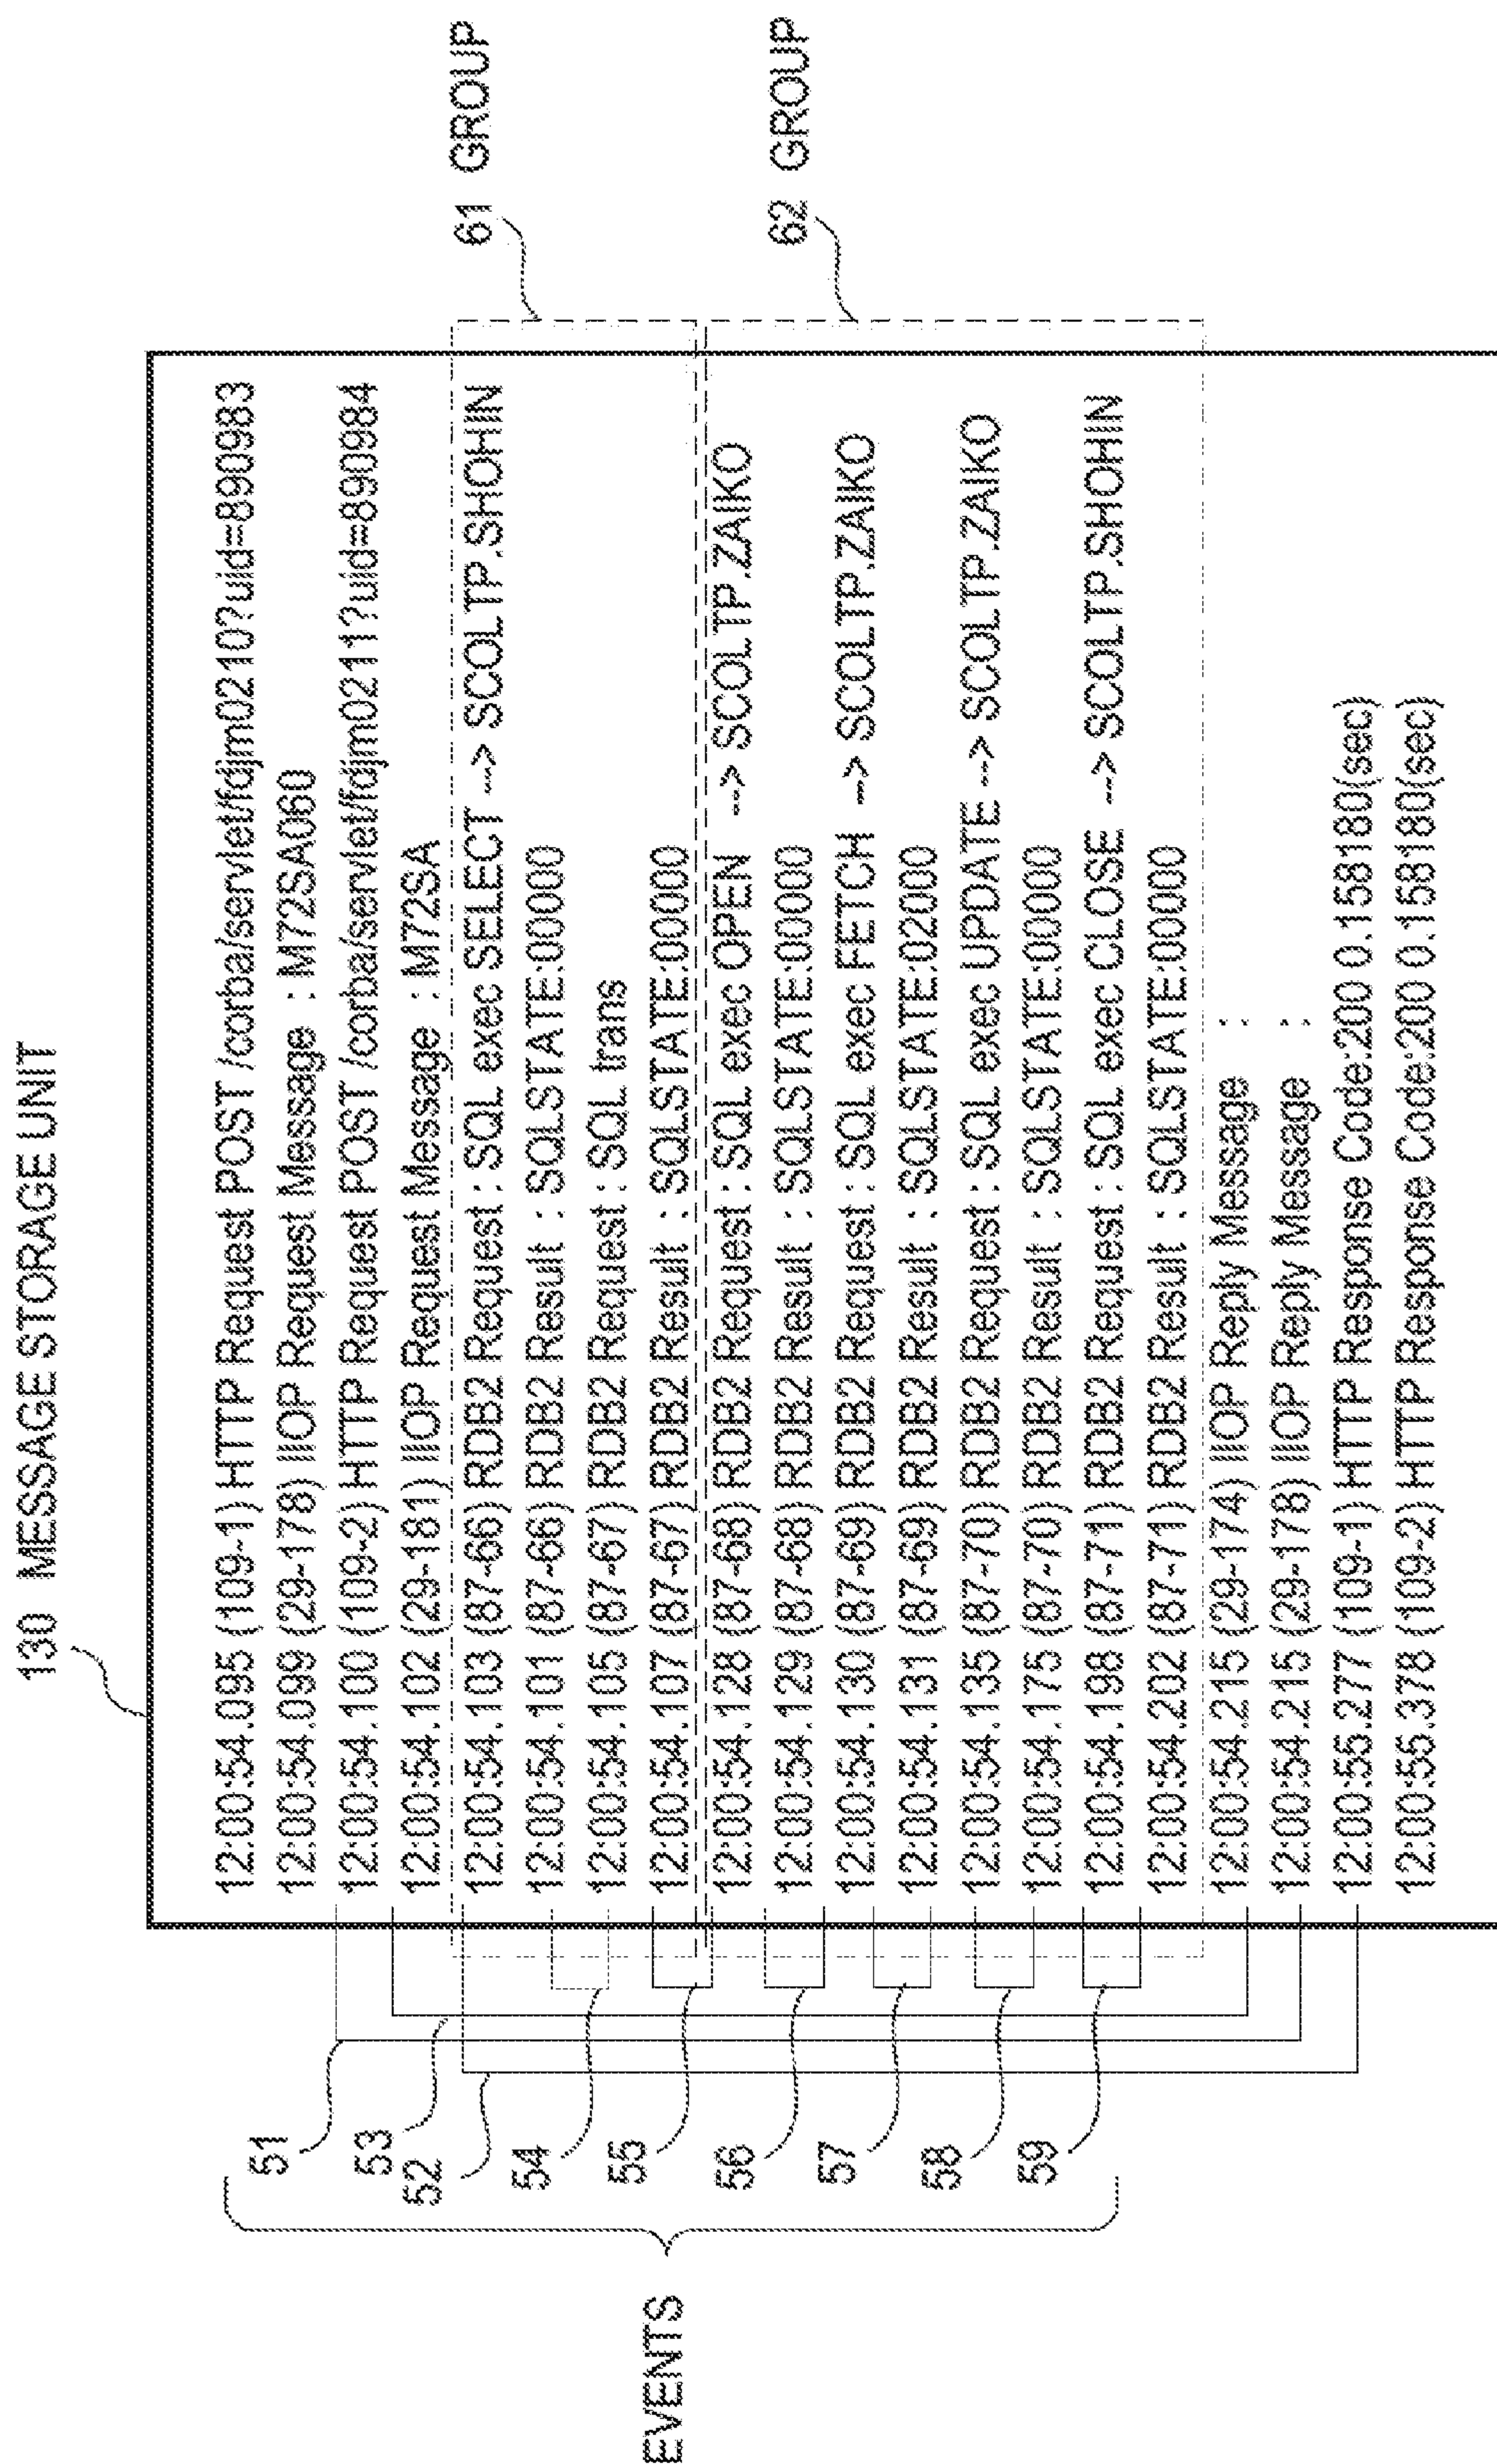 130 MESSAGE STORAGE UNIT
12:00:54.095 (109-1) HTTP Request POST /corba/servlet/fdjm0210?uid=890983
12:00:54.099 (29-178) IIOP Request Message : M72SA060
12:00:54.100 (109-2) HTTP Request POST /corba/servlet/fdjm0211?uid=890984
12:00:54.102 (29-181) IIOP Request Message : M72SA
12:00:54.103 (87-66) RDB2 Request : SQL exec SELECT --> SCOLTP.SHOHIN
12:00:54.101 (87-66) RDB2 Result : SQLSTATE:00000
12:00:54.105 (87-67) RDB2 Request : SQL trans
12:00:54.107 (87-67) RDB2 Result : SQLSTATE:00000
12:00:54.128 (87-68) RDB2 Request : SQL exec OPEN --> SCOLTP.ZAIKO
12:00:54.129 (87-68) RDB2 Result : SQLSTATE:00000
12:00:54.130 (87-69) RDB2 Request : SQL exec FETCH --> SCOLTP.ZAIKO
12:00:54.131 (87-69) RDB2 Result : SQLSTATE:02000
12:00:54.135 (87-70) RDB2 Request : SQL exec UPDATE --> SCOLTP.ZAIKO
12:00:54.175 (87-70) RDB2 Result : SQLSTATE:00000
12:00:54.198 (87-71) RDB2 Request : SQL exec CLOSE --> SCOLTP.SHOHIN
12:00:54.202 (87-71) RDB2 Result : SQLSTATE:00000
12:00:54.215 (29-174) IIOP Reply Message :
12:00:54.215 (29-178) IIOP Reply Message :
12:00:55.277 (109-1) HTTP Response Code:200 0.158180(sec)
12:00:55.378 (109-2) HTTP Response Code:200 0.158180(sec)
61 GROUP
62 GROUP
EVENTS
51
53
52
54
55
56
57
58
59